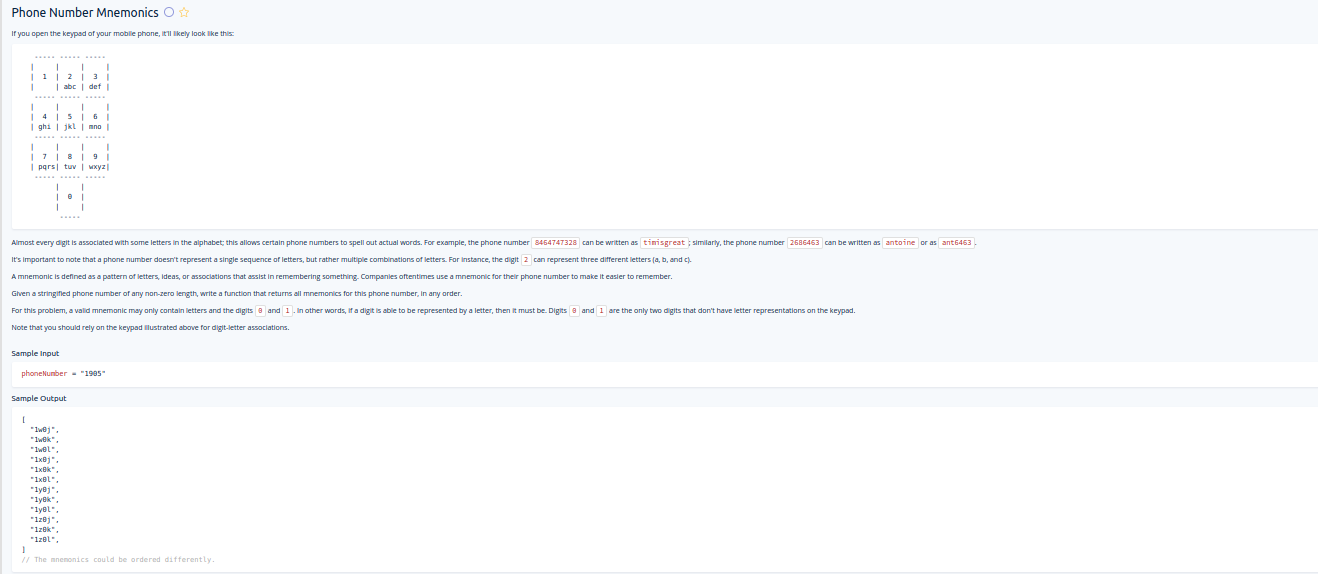 Phone Number Mnemonics
If you open the keypad of your mobile phone, it'll likely look like this:
----- ----- -----
|     |     |     |
|  1  |  2  |  3  |
|     | abc | def |
----- ----- -----
|     |     |     |
|  4  |  5  |  6  |
| ghi | jkl | mno |
----- ----- -----
|     |     |     |
|  7  |  8  |  9  |
| pqrs| tuv | wxyz|
----- ----- -----
|     |
|  0  |
|     |
-----
Almost every digit is associated with some letters in the alphabet; this allows certain phone numbers to spell out actual words. For example, the phone number 8464747328 can be written as timisgreat; similarly, the phone number 2686463 can be written as antoine or as ant6463.
It's important to note that a phone number doesn't represent a single sequence of letters, but rather multiple combinations of letters. For instance, the digit 2 can represent three different letters (a, b, and c).
A mnemonic is defined as a pattern of letters, ideas, or associations that assist in remembering something. Companies oftentimes use a mnemonic for their phone number to make it easier to remember.
Given a stringified phone number of any non-zero length, write a function that returns all mnemonics for this phone number, in any order.
For this problem, a valid mnemonic may only contain letters and the digits 0 and 1. In other words, if a digit is able to be represented by a letter, then it must be. Digits 0 and 1 are the only two digits that don't have letter representations on the keypad.
Note that you should rely on the keypad illustrated above for digit-letter associations.
Sample Input
phoneNumber = "1905"
Sample Output
[
"1w0j",
"1w0k",
"1w0l",
"1x0j",
"1x0k",
"1x0l",
"1y0j",
"1y0k",
"1y0l",
"1z0j",
"1z0k",
"1z0l",
]
// The mnemonics could be ordered differently.